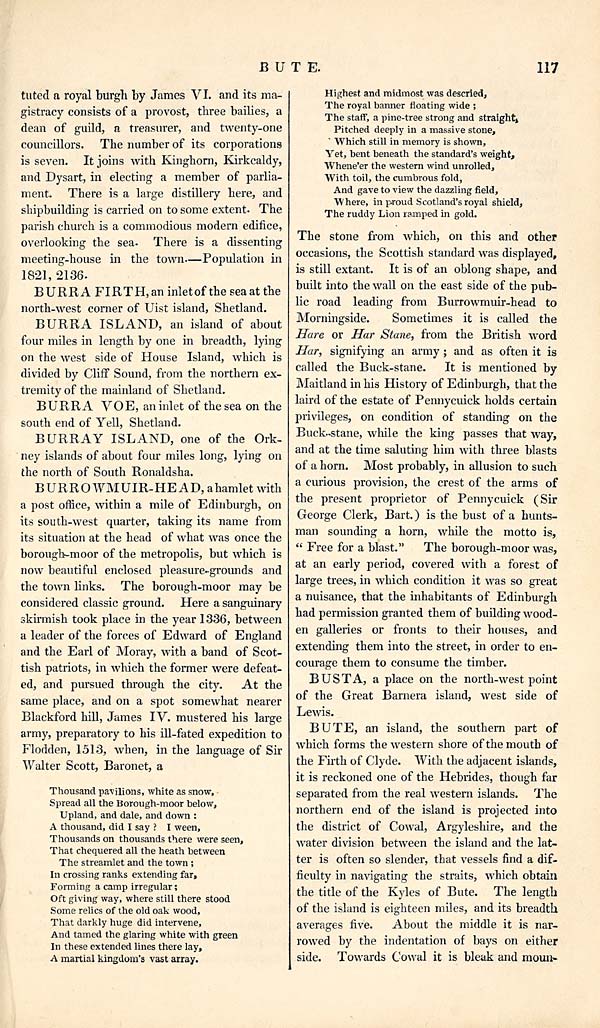 BUTE.
117
tuted a royal burgh by James VI. and its ma-
gistracy consists of a provost, three bailies, a
dean of guild, a treasurer, and twenty-one
councillors. The number of its corporations
is seven. It joins with Kinghorn, Kirkcaldy,
and Dysart, in electing a member of parlia-
ment. There is a large distillery here, and
shipbuilding is carried on to some extent. The
parish church is a commodious modern edifice,
overlooking the sea. There is a dissenting
meeting-house in the town.—Population in
1821, 2136.
BURRA FIRTH, an inlet of the sea at the
north-west corner of Uist island, Shetland.
BURRA ISLAND, an island of about
four miles in length by one in breadth, lying
on the west side of House Island, which is
divided by Cliff Sound, from the northern ex-
tremity of the mainland of Shetland.
BURRA VOE, an inlet of the sea on the
south end of Yell, Shetland.
BURRAY ISLAND, one of the Ork-
ney islands of about four miles long, lying on
the north of South Ronaldsha.
BURROWMUIR-HEAD, a hamlet with
a post office, within a mile of Edinburgh, on
its south-west quarter, taking its name from
its situation at the head of what was once the
borough-moor of the metropolis, but which is
now beautiful enclosed pleasure-grounds and
the town links. The borough-moor may be
considered classic ground. Here a sanguinary
skirmish took place in the year 1336, between
a leader of the forces of Edward of England
and the Earl of Moray, with a band of Scot-
tish patriots, in which the former were defeat-
ed, and pursued through the city. At the
same place, and on a spot somewhat nearer
Blackford hill, James IV. mustered his large
army, preparatory to his ill-fated expedition to
Flodden, 1513, when, in the language of Sir
Walter Scott, Baronet, a
Thousand pavilions, white as snow,
Spread all the Borough-moor below,
Upland, and dale, and down :
A thousand, did I say ? I ween,
Thousands on thousands there were seen,
That chequered all the heath between
The streamlet and the town ;
In crossing ranks extending far,
Forming a camp irregular ;
Oft giving way, where still there stood
Some relics of the old oak wood,
That darkly huge did intervene,
And tamed the glaring white with green
In these extended lines there lay,
A martial kingdom's vast array.
Highest and midmost was descried,
The royal banner floating wide ;
The staff, a pine-tree strong and straight,
Pitched deeply in a massive stone,
Which still in memory is shown,
Yet, bent beneath the standard's weight,
Whene'er the western wind unrolled,
With toil, the cumbrous fold,
And gave to view the dazzling field,
Where, in proud Scotland's royal shield,
The ruddy Lion ramped in gold.
The stone from which, on this and other
occasions, the Scottish standard was displayed,
is still extant. It is of an oblong shape, and
built into the wall on the east side of the pub-
lic road leading from Burrowmuir-head to
Morningside. Sometimes it is called the
Hare or Har Stane, from the British word
Har, signifying an army ; and as often it is
called the Buck-stane. It is mentioned by
Maitland in his History of Edinburgh, that the
laird of the estate of Pennycuick holds certain
privileges, on condition of standing on the
Buck-stane, while the king passes that way,
and at the time saluting him with three blasts
of a horn. Most probably, in allusion to such
a curious provision, the crest of the arms of
the present proprietor of Pennycuick (Sir
George Clerk, Bart.) is the bust of a hunts-
man sounding a horn, while the motto is,
“ Free for a blast.” The borough-moor was,
at an early period, covered with a forest of
large trees, in which condition it was so great
a nuisance, that the inhabitants of Edinburgh
had permission granted them of building wood-
en galleries or fronts to their houses, and
extending them into the street, in order to en-
courage them to consume the timber.
BUSTA, a place on the north-west point
of the Great Barnera island, west side of
Lewis.
BUTE, an island, the southern part of
which forms the western shore of the mouth of
the Firth of Clyde. With the adjacent islands,
it is reckoned one of the Hebrides, though far
separated from the real western islands. The
northern end of the island is projected into
the district of Cowal, Argyleshire, and the
water division between the island and the lat-
ter is often so slender, that vessels find a dif-
ficulty in navigating the straits, which obtain
the title of the Kyles of Bute. The length
of the island is eighteen miles, and its breadth
averages five. About the middle it is nar-
rowed by the indentation of bays on either
side. Towards Cowal it is bleak and moun-